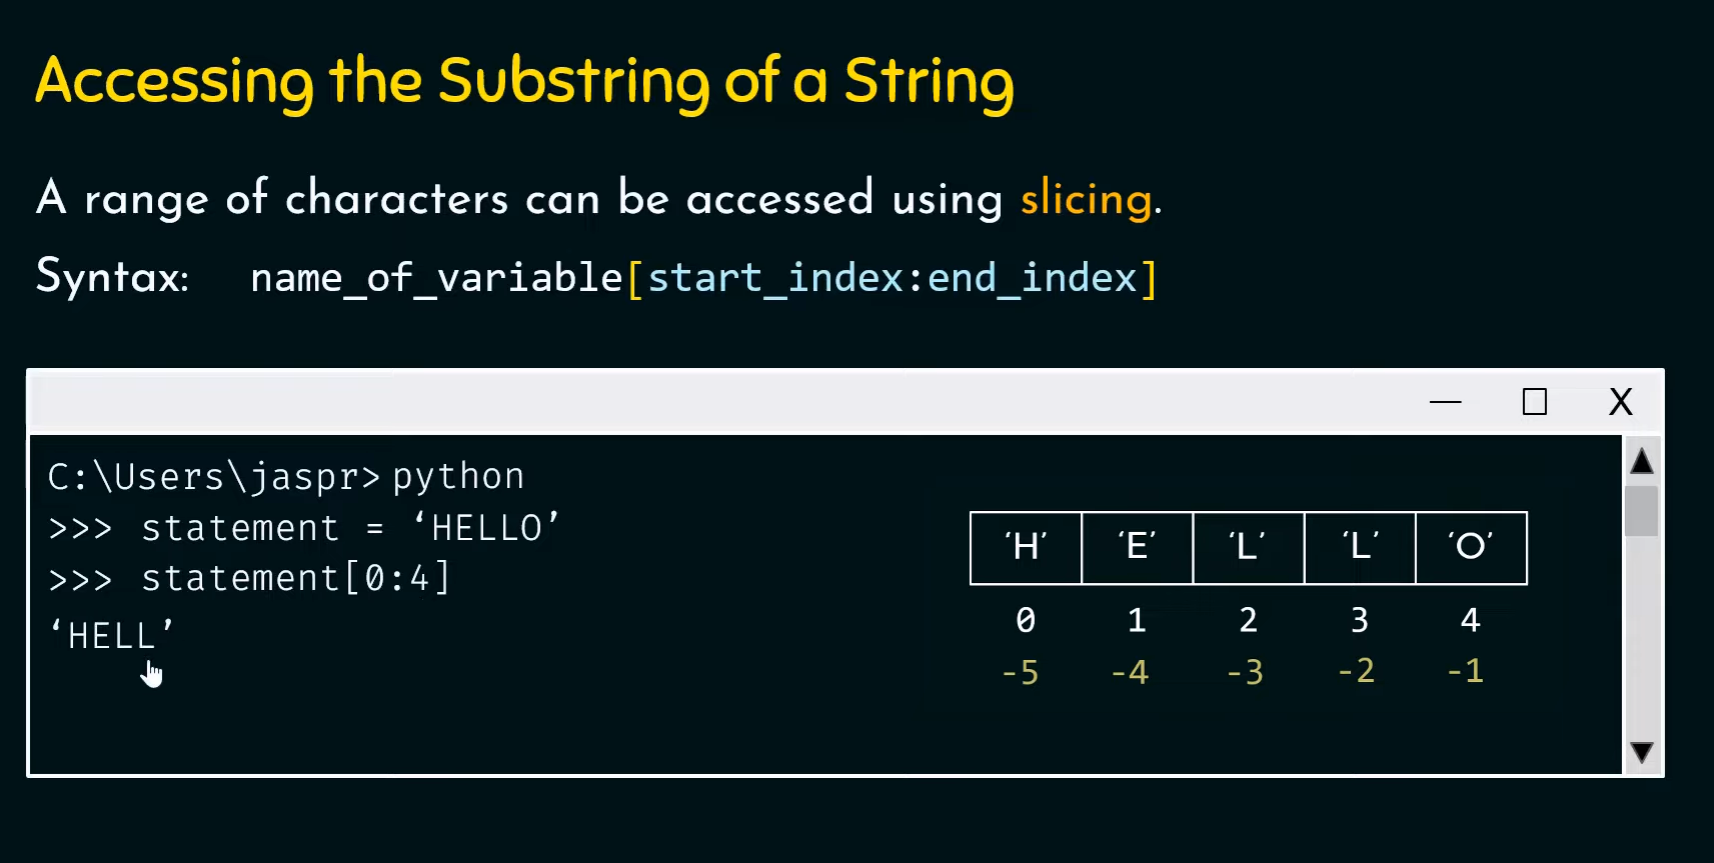 Accessing the Substring of a String
A range of characters can be accessed using slicing.
Syntax: name_of_variable[start_index:end_index]
— □ X
C:\Users\jaspr> python
>>> statement = ‘HELLO’
>>> statement[0:4]
‘HELL’
‘H’ ‘E’ ‘L’ ‘L’ ‘O’
0 1 2 3 4
-5 -4 -3 -2 -1